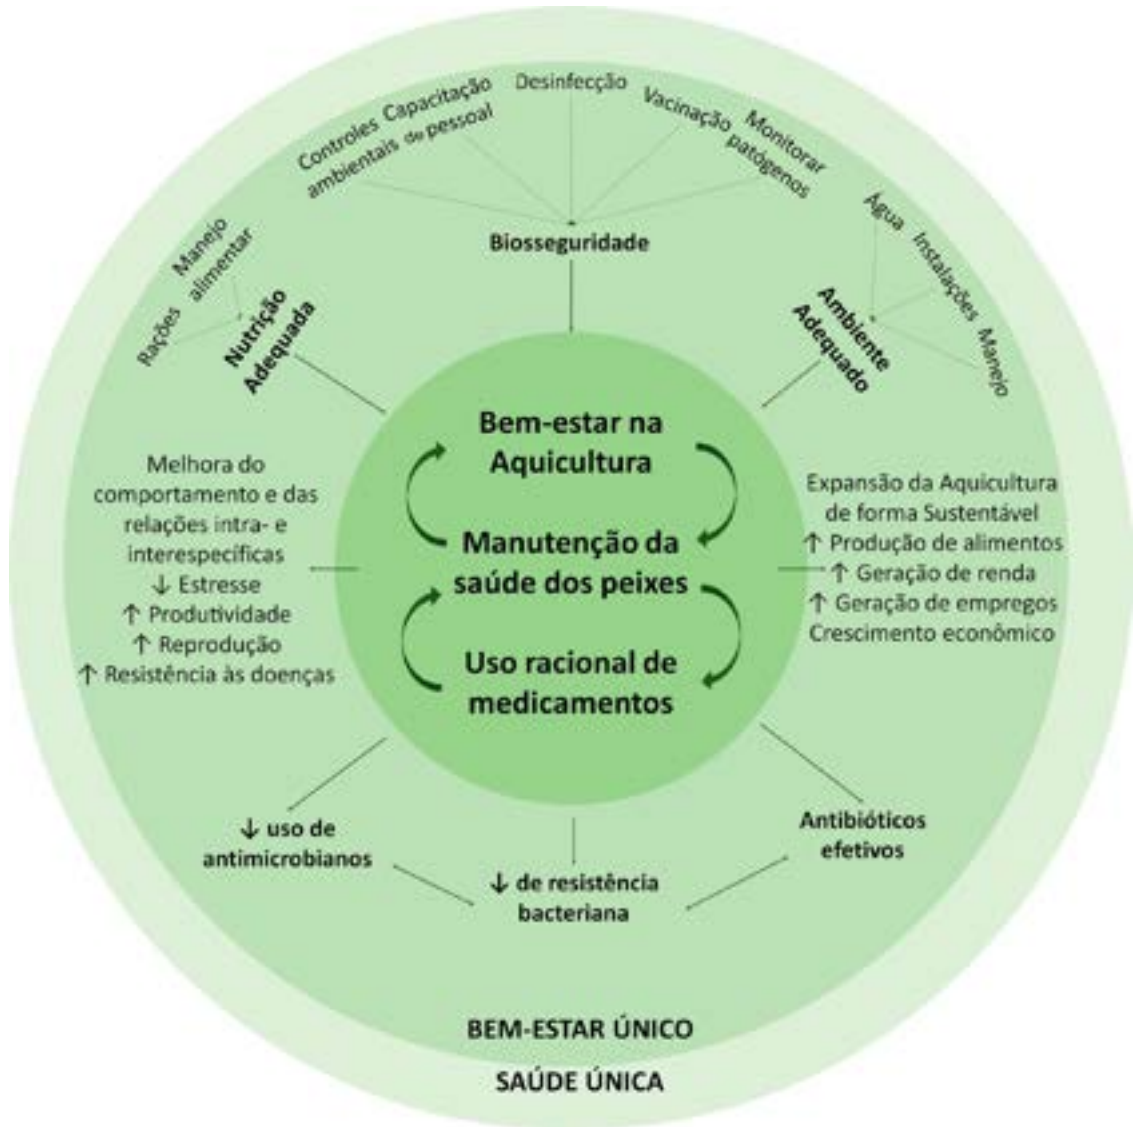 Desinfecção
Capacitação
de pessoal
Controles
ambientais
Vacinação
Monitorar
patógenos
Biosseguridade
Manejo
alimentar
Rações
Nutrição
Adequada
Água
Instalações
Manejo
Ambiente
Adequado
Bem-estar na
Aquicultura
Manutenção da
saúde dos peixes
Uso racional de
medicamentos
Melhora do
comportamento e das
relações intra- e
interespecíficas
↓ Estresse
↑ Produtividade
↑ Reprodução
↑ Resistência às doenças
Expansão da Aquicultura
de forma Sustentável
↑ Produção de alimentos
↑ Geração de renda
↑ Geração de empregos
Crescimento econômico
↓ uso de
antimicrobianos
↓ de resistência
bacteriana
Antibióticos
efetivos
BEM-ESTAR ÚNICO
SAÚDE ÚNICA